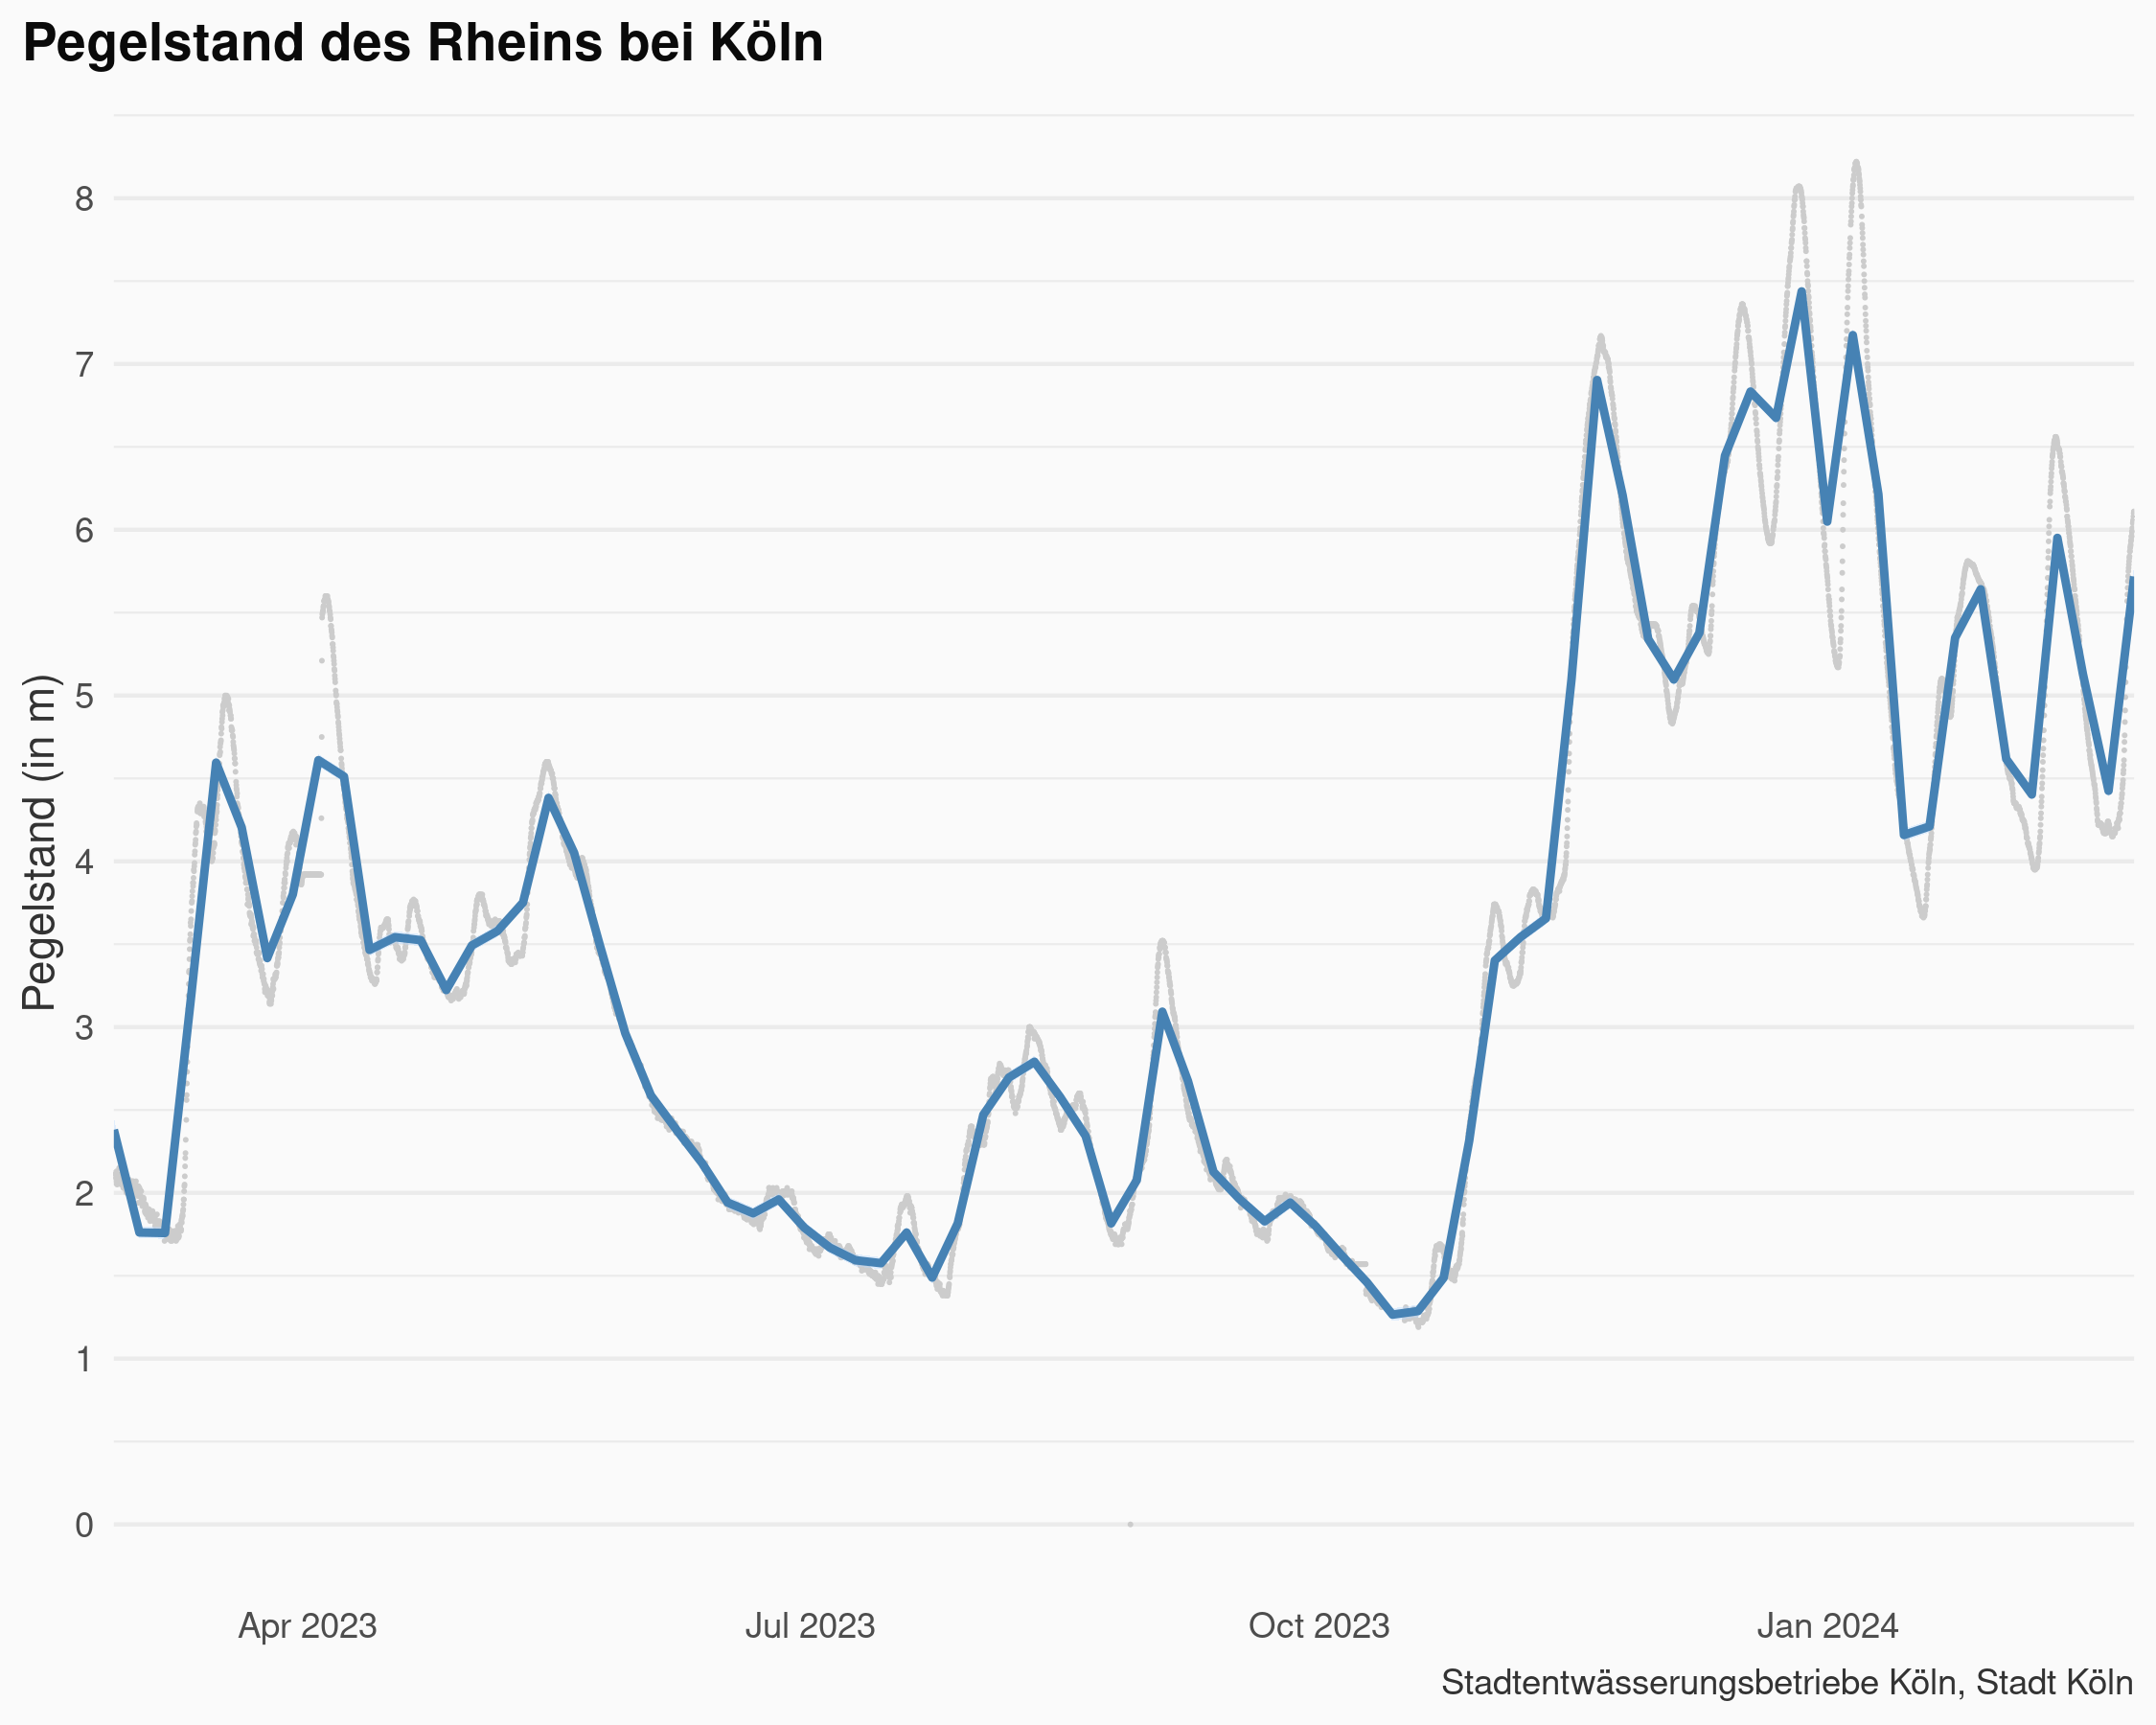 Pegelstand des Rheins bei Köln
Pegelstand (in m)
8
7
6
5
4
3
2
1
0
Apr 2023
Jul 2023
Oct 2023
Jan 2024
Stadtentwässerungsbetriebe Köln, Stadt Köln